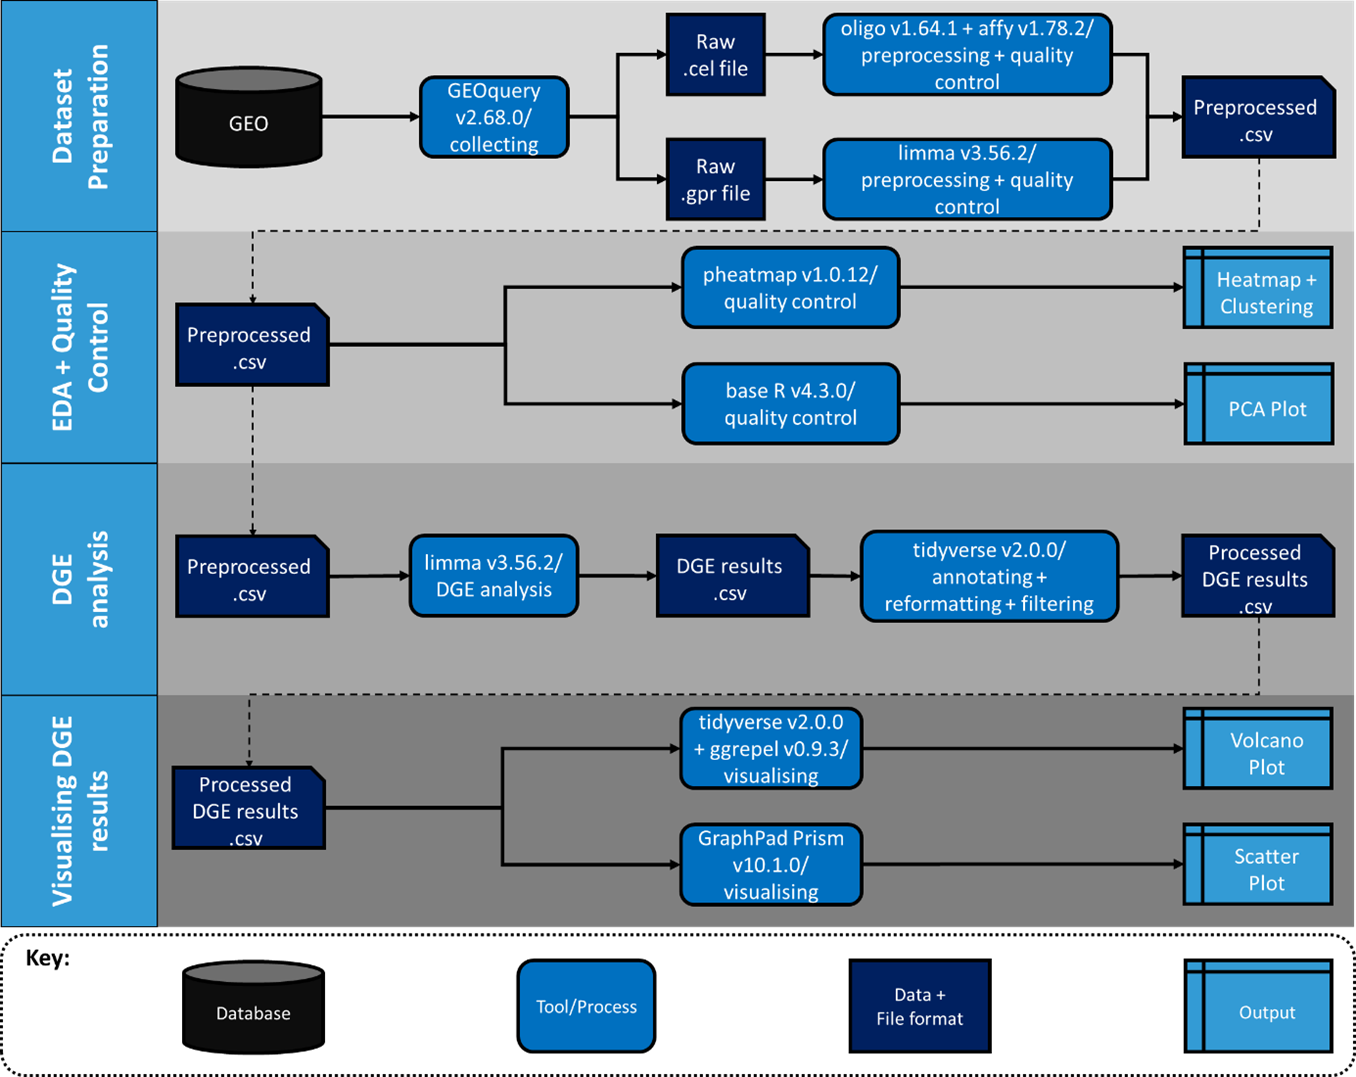 Dataset
Preparation
GEO
GEOquery
v2.68.0/
collecting
Raw
.cel file
oligo v1.64.1 + affy v1.78.2/
preprocessing + quality
control
Raw
.gpr file
limma v3.56.2/
preprocessing + quality
control
Preprocessed
.csv
EDA + Quality
Control
Preprocessed
.csv
pheatmap v1.0.12/
quality control
Heatmap +
Clustering
base R v4.3.0/
quality control
PCA Plot
DGE
analysis
Preprocessed
.csv
limma v3.56.2/
DGE analysis
DGE results
.csv
tidyverse v2.0.0/
annotating +
reformatting + filtering
Processed
DGE results
.csv
Visualising DGE
results
Processed
DGE results
.csv
tidyverse v2.0.0
+ ggrepel v0.9.3/
visualising
Volcano
Plot
GraphPad Prism
v10.1.0/
visualising
Scatter
Plot
Key:
Database
Tool/Process
Data +
File format
Output